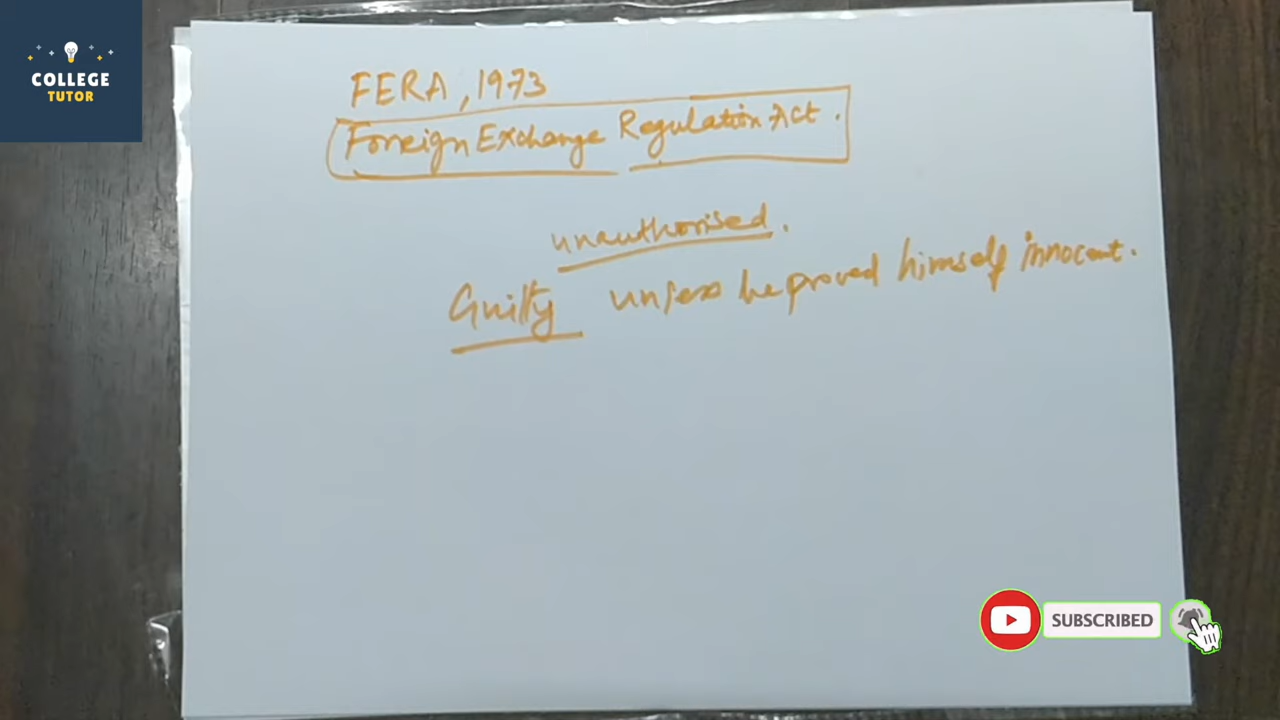 COLLEGE
TUTOR
FERA, 1973
Foreign Exchange Regulation Act.
unauthorised.
Guilty unless he proved himself innocent.
SUBSCRIBED